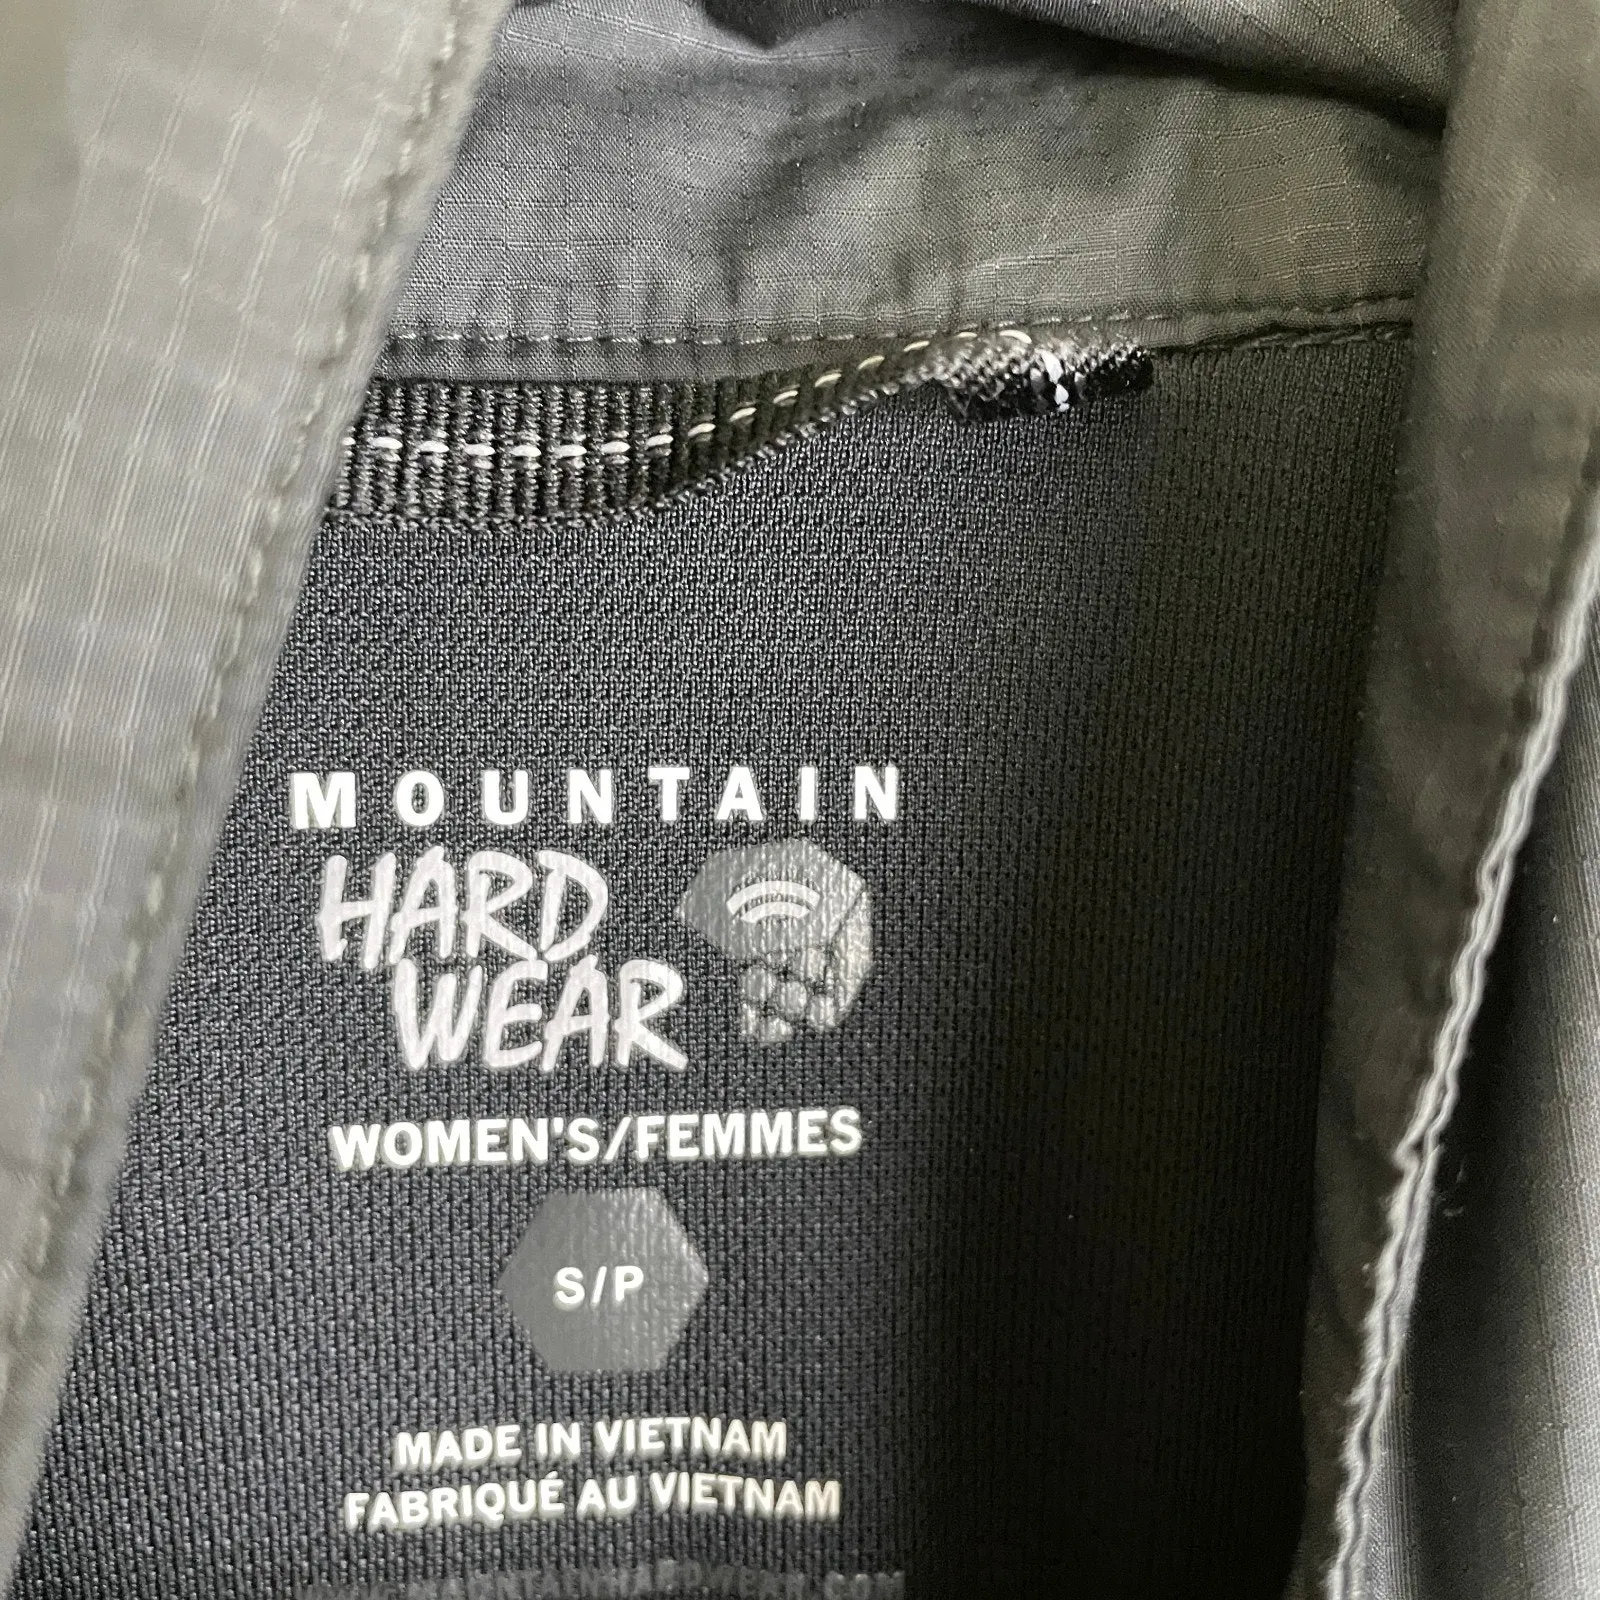 MOUNTAIN
HARD
WEAR
WOMEN'S/FEMMES
S/P
MADE IN VIETNAM
FABRIQUÉ AU VIETNAM